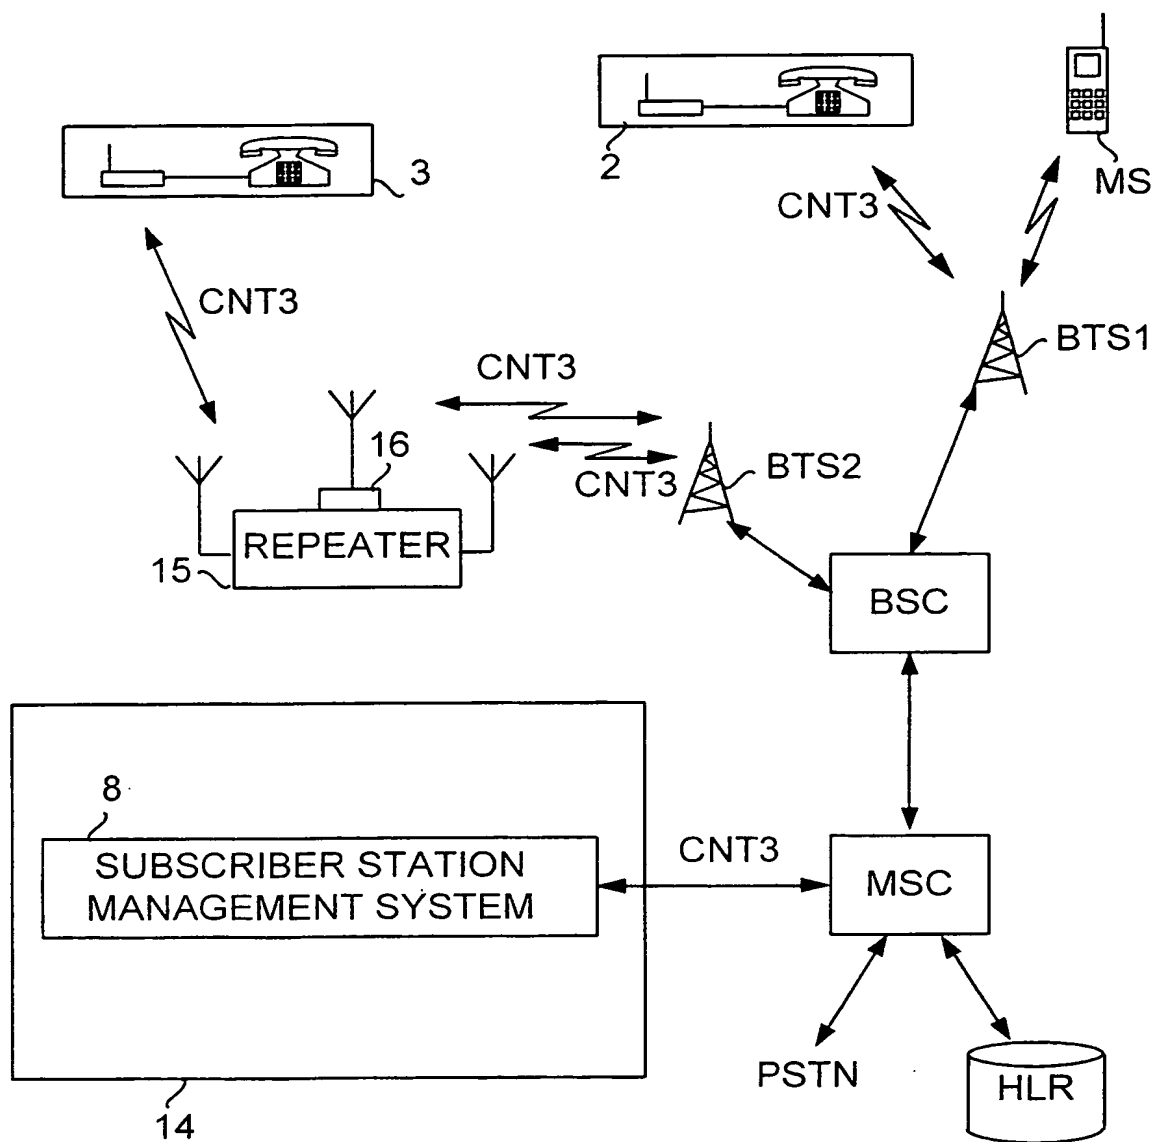 2
3
MS
CNT3
CNT3
BTS1
CNT3
16
BTS2
CNT3
REPEATER
15
BSC
8
SUBSCRIBER STATION
MANAGEMENT SYSTEM
CNT3
MSC
PSTN
HLR
14